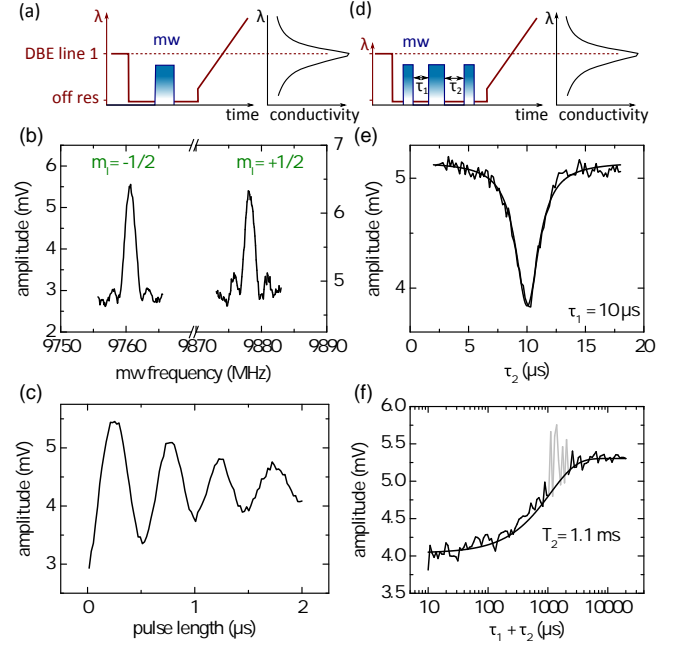 (a)
λ
mw
DBE line 1
off res
time
conductivity
(d)
λ
mw
τ1
τ2
λ
time
conductivity
(b)
mI = -1/2
mI = +1/2
6.5
6
5
4
3
2
7
6
5
amplitude (mV)
9750
9760
9870
9880
9890
mw frequency (MHz)
(e)
5
4
amplitude (mV)
τ1 = 10 µs
0
5
10
15
20
τ2 (µs)
(c)
5
4
3
amplitude (mV)
0
1
2
pulse length (µs)
(f)
6.0
5.5
5.0
4.5
4.0
3.5
amplitude (mV)
T2 = 1.1 ms
10
100
1000
10000
τ1 + τ2 (µs)